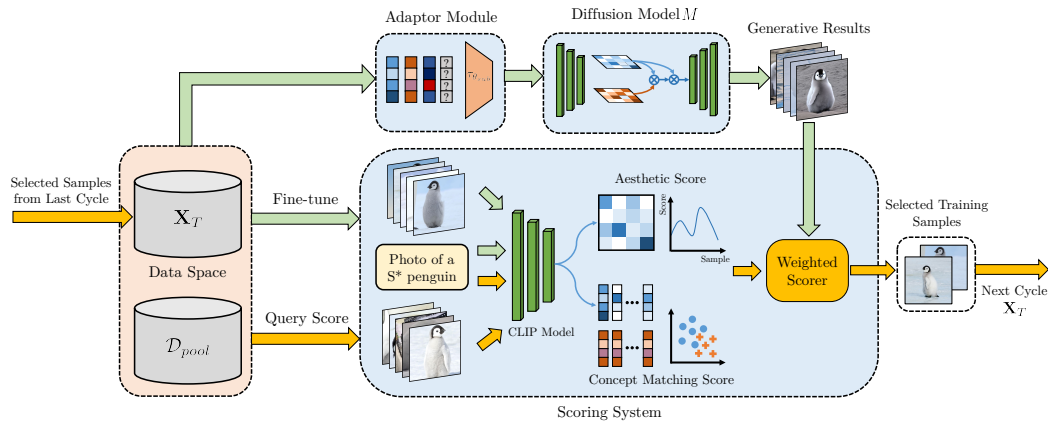 Adaptor Module
Diffusion Model M
Generative Results
? 
?
?
?
Selected Samples
from Last Cycle
X_T
Data Space
D_pool
Fine-tune
Query Score
Photo of a
S* penguin
CLIP Model
Aesthetic Score
Score
Sample
Concept Matching Score
Scoring System
Weighted
Scorer
Selected Training
Samples
Next Cycle
X_T